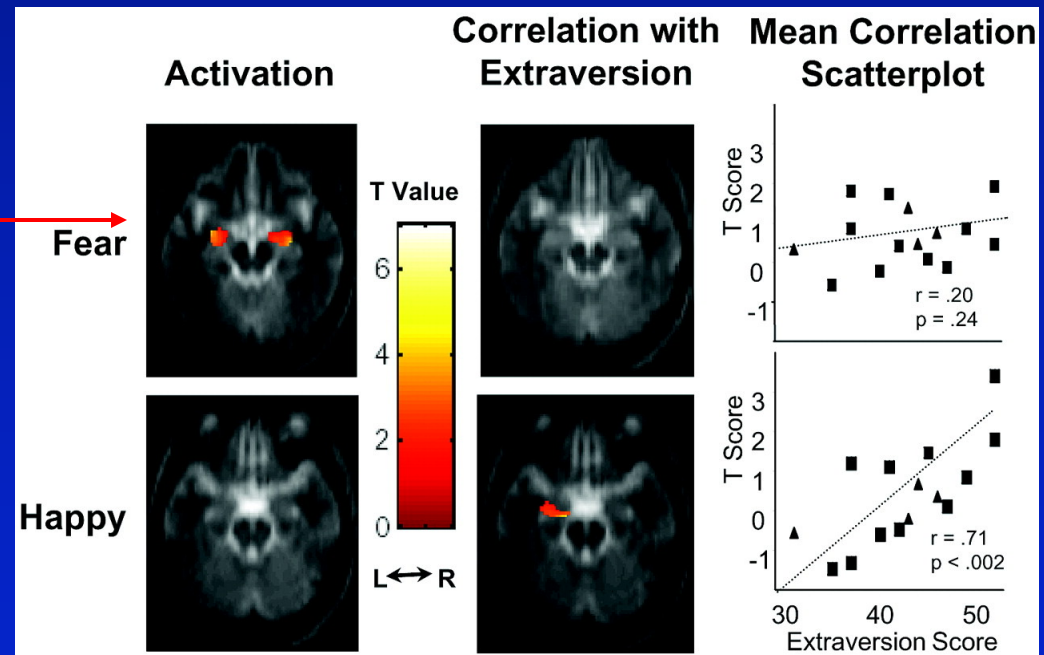 Activation
Correlation with
Extraversion
Mean Correlation
Scatterplot
Fear
T Value
6
4
2
0
L R
T Score
3
2
1
0
-1
r = .20
p = .24
Happy
T Score
3
2
1
0
-1
r = .71
p < .002
30 40 50
Extraversion Score